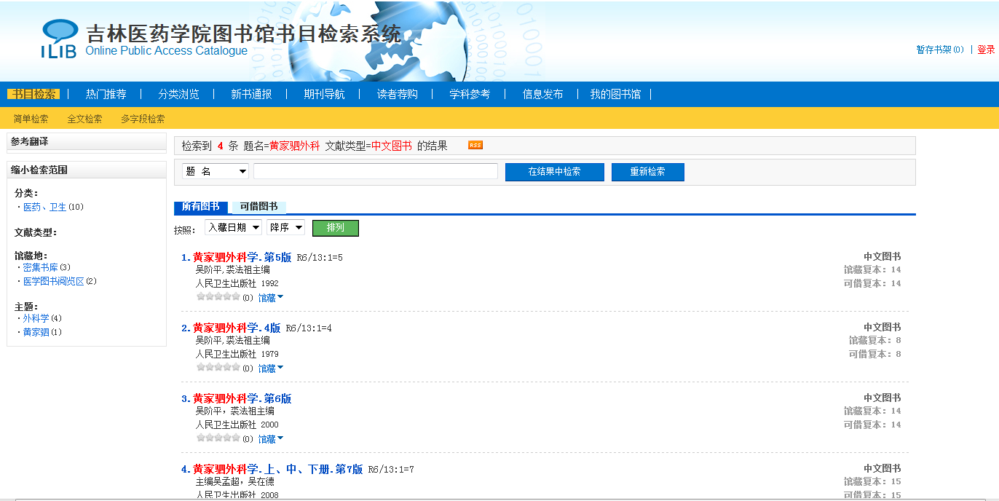 ILIB
吉林医药学院图书馆书目检索系统
Online Public Access Catalogue
暂存书架(0) | 登录
书目检索 | 热门推荐 | 分类浏览 | 新书通报 | 期刊导航 | 读者荐购 | 学科参考 | 信息发布 | 我的图书馆 |
简单检索 全文检索 多字段检索
参考翻译
缩小检索范围
分类:
·医药、卫生(10)
文献类型:
馆藏地:
·密集书库(3)
·医学图书阅览区(2)
主题:
·外科学(4)
·黄家驷(1)
检索到 4 条 题名=黄家驷外科 文献类型=中文图书 的结果 RSS
题 名 在结果中检索 重新检索
所有图书 可借图书
按照: 入藏日期 降序 排列
1.黄家驷外科学.第5版 R6/13:1=5 中文图书
吴阶平,裘法祖主编 馆藏复本: 14
人民卫生出版社 1992 可借复本: 14
(0) 馆藏
2.黄家驷外科学.4版 R6/13:1=4 中文图书
吴阶平,裘法祖主编 馆藏复本: 8
人民卫生出版社 1979 可借复本: 8
(0) 馆藏
3.黄家驷外科学.第6版 中文图书
吴阶平，裘法祖主编 馆藏复本: 14
人民卫生出版社 2000 可借复本: 14
(0) 馆藏
4.黄家驷外科学.上、中、下册.第7版 R6/13:1=7 中文图书
主编吴孟超，吴在德 馆藏复本: 15
人民卫生出版社 2008 可借复本: 15